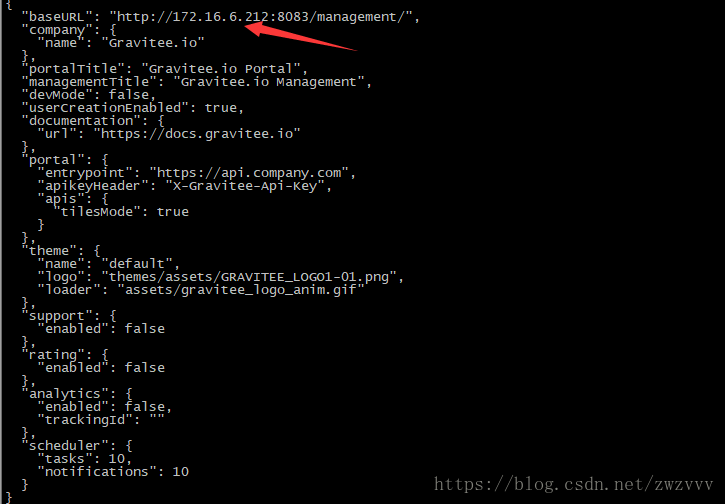 {
  "baseURL": "http://172.16.6.212:8083/management/",
  "company": {
    "name": "Gravitee.io"
  },
  "portalTitle": "Gravitee.io Portal",
  "managementTitle": "Gravitee.io Management",
  "devMode": false,
  "userCreationEnabled": true,
  "documentation": {
    "url": "https://docs.gravitee.io"
  },
  "portal": {
    "entrypoint": "https://api.company.com",
    "apikeyHeader": "X-Gravitee-Api-Key",
    "apis": {
      "tilesMode": true
    }
  },
  "theme": {
    "name": "default",
    "logo": "themes/assets/GRAVITEE_LOGO1-01.png",
    "loader": "assets/gravitee_logo_anim.gif"
  },
  "support": {
    "enabled": false
  },
  "rating": {
    "enabled": false
  },
  "analytics": {
    "enabled": false,
    "trackingId": ""
  },
  "scheduler": {
    "tasks": 10,
    "notifications": 10
  }
}
https://blog.csdn.net/zwzvvv